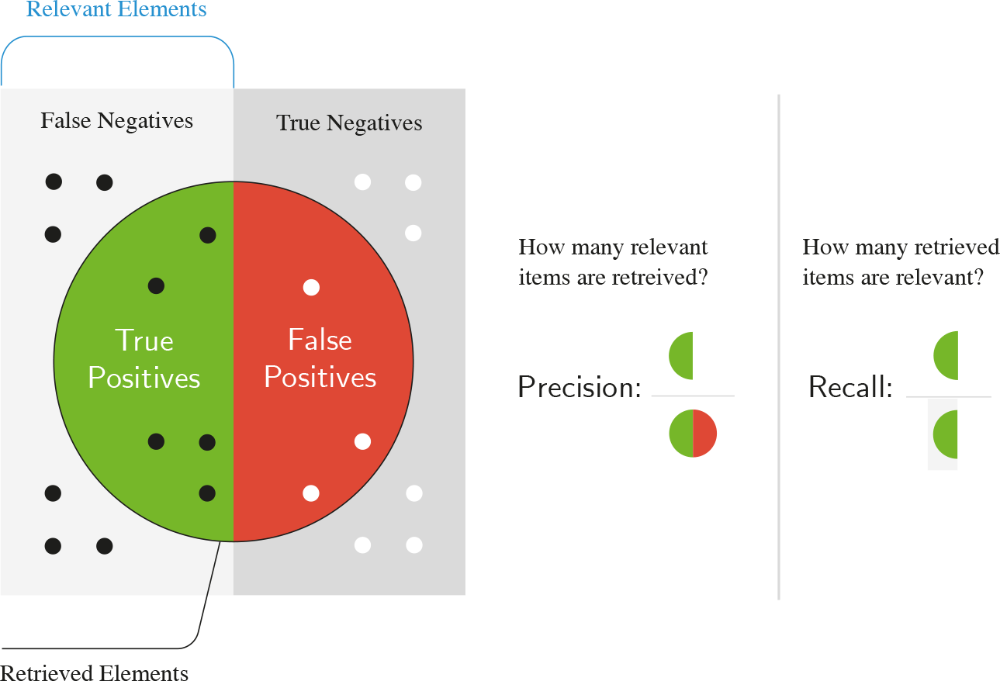 Relevant Elements
False Negatives
True Negatives
True
Positives
False
Positives
Retrieved Elements
How many relevant
items are retreived?
Precision:
How many retrieved
items are relevant?
Recall: